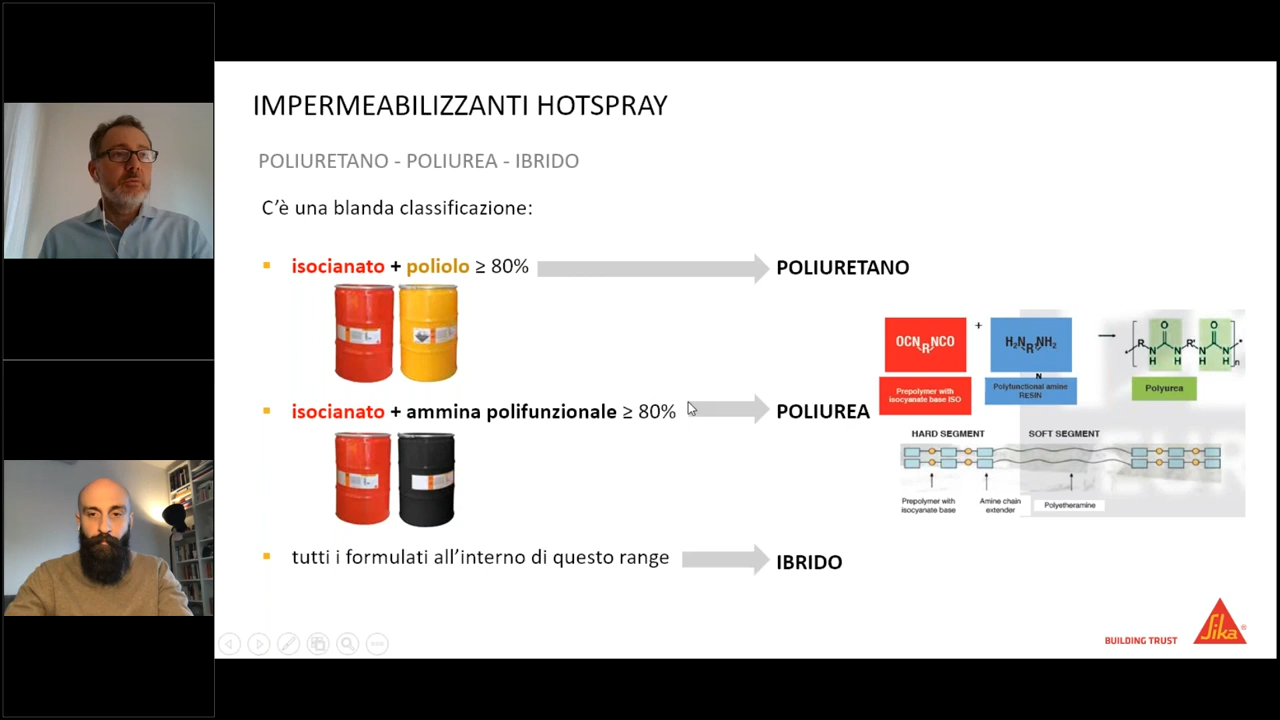 IMPERMEABILIZZANTI HOTSPRAY
POLIURETANO - POLIUREA - IBRIDO
C'è una blanda classificazione:
isocianato + poliolo ≥ 80%
POLIURETANO
isocianato + ammina polifunzionale ≥ 80%
POLIUREA
tutti i formulati all'interno di questo range
IBRIDO
OCN R NCO
+
H₂N R NH₂
N
Prepolymer with
isocyanate base ISO
Polyfunctional amine
RESIN
R N H O N H R' N H O N H n
Polyurea
HARD SEGMENT
SOFT SEGMENT
Prepolymer with
isocyanate base
Amine chain
extender
Polyetheramine
BUILDING TRUST
Sika®